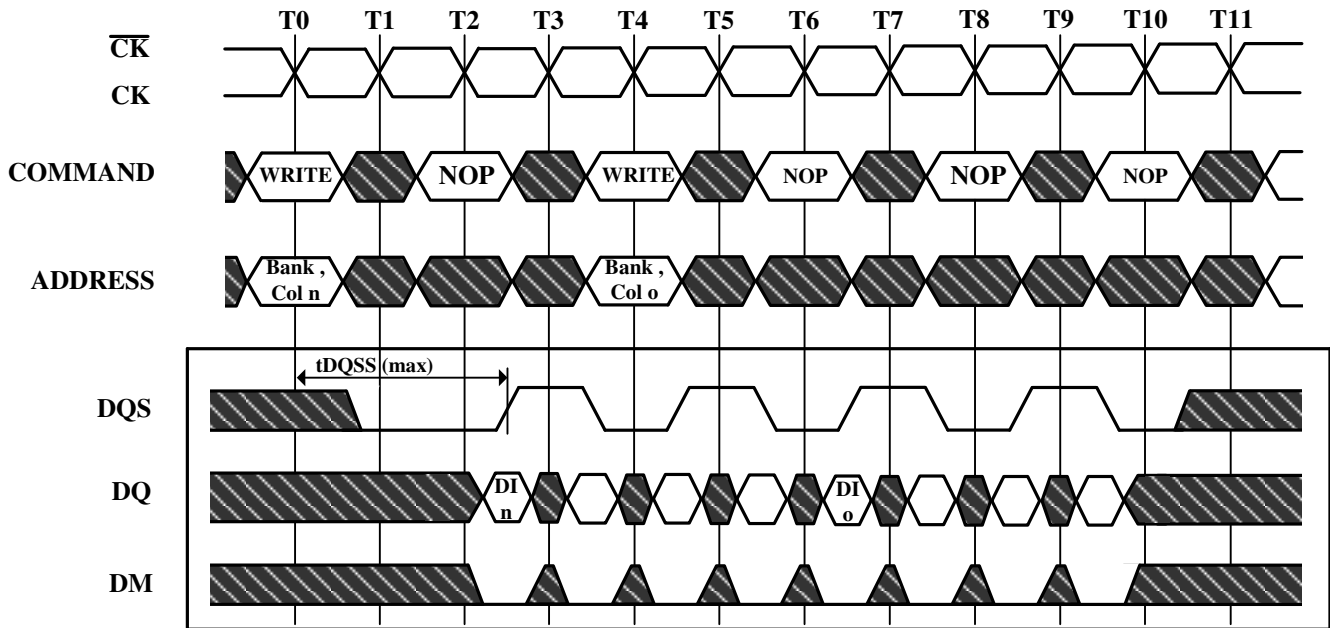 T0 T1 T2 T3 T4 T5 T6 T7 T8 T9 T10 T11
CK
CK
COMMAND WRITE NOP WRITE NOP NOP NOP
ADDRESS Bank , Col n Bank , Col o
tDQSS (max)
DQS
DQ DI n DI o
DM